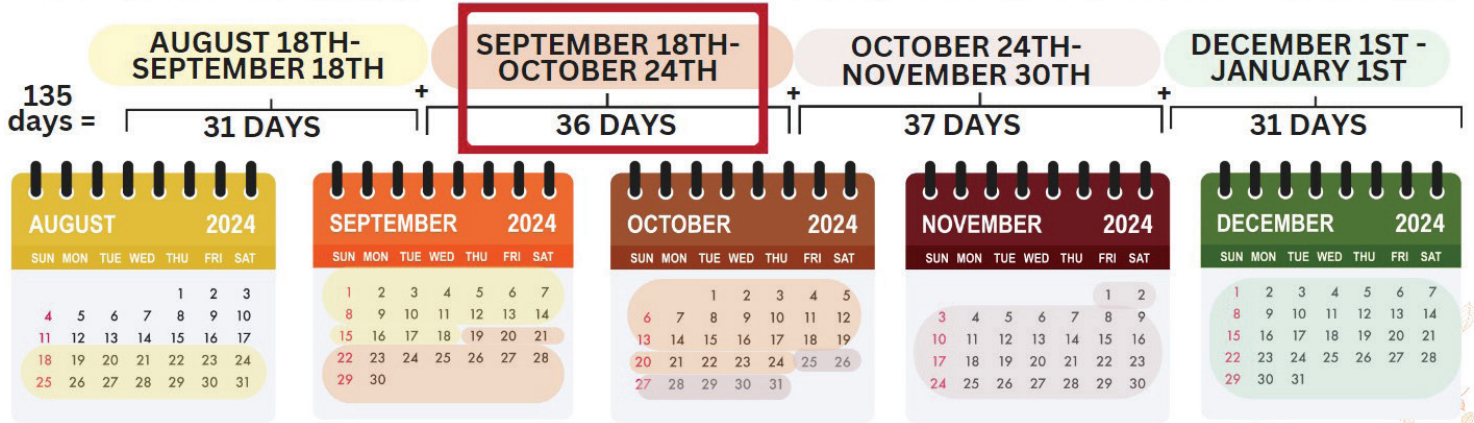 AUGUST 18TH-
SEPTEMBER 18TH
SEPTEMBER 18TH-
OCTOBER 24TH
OCTOBER 24TH-
NOVEMBER 30TH
DECEMBER 1ST -
JANUARY 1ST
135
days =
31 DAYS
+
36 DAYS
+
37 DAYS
+
31 DAYS
AUGUST 2024
SUN MON TUE WED THU FRI SAT
1 2 3
4 5 6 7 8 9 10
11 12 13 14 15 16 17
18 19 20 21 22 23 24
25 26 27 28 29 30 31
SEPTEMBER 2024
SUN MON TUE WED THU FRI SAT
1 2 3 4 5 6 7
8 9 10 11 12 13 14
15 16 17 18 19 20 21
22 23 24 25 26 27 28
29 30
OCTOBER 2024
SUN MON TUE WED THU FRI SAT
1 2 3 4 5
6 7 8 9 10 11 12
13 14 15 16 17 18 19
20 21 22 23 24 25 26
27 28 29 30 31
NOVEMBER 2024
SUN MON TUE WED THU FRI SAT
1 2
3 4 5 6 7 8 9
10 11 12 13 14 15 16
17 18 19 20 21 22 23
24 25 26 27 28 29 30
DECEMBER 2024
SUN MON TUE WED THU FRI SAT
1 2 3 4 5 6 7
8 9 10 11 12 13 14
15 16 17 18 19 20 21
22 23 24 25 26 27 28
29 30 31